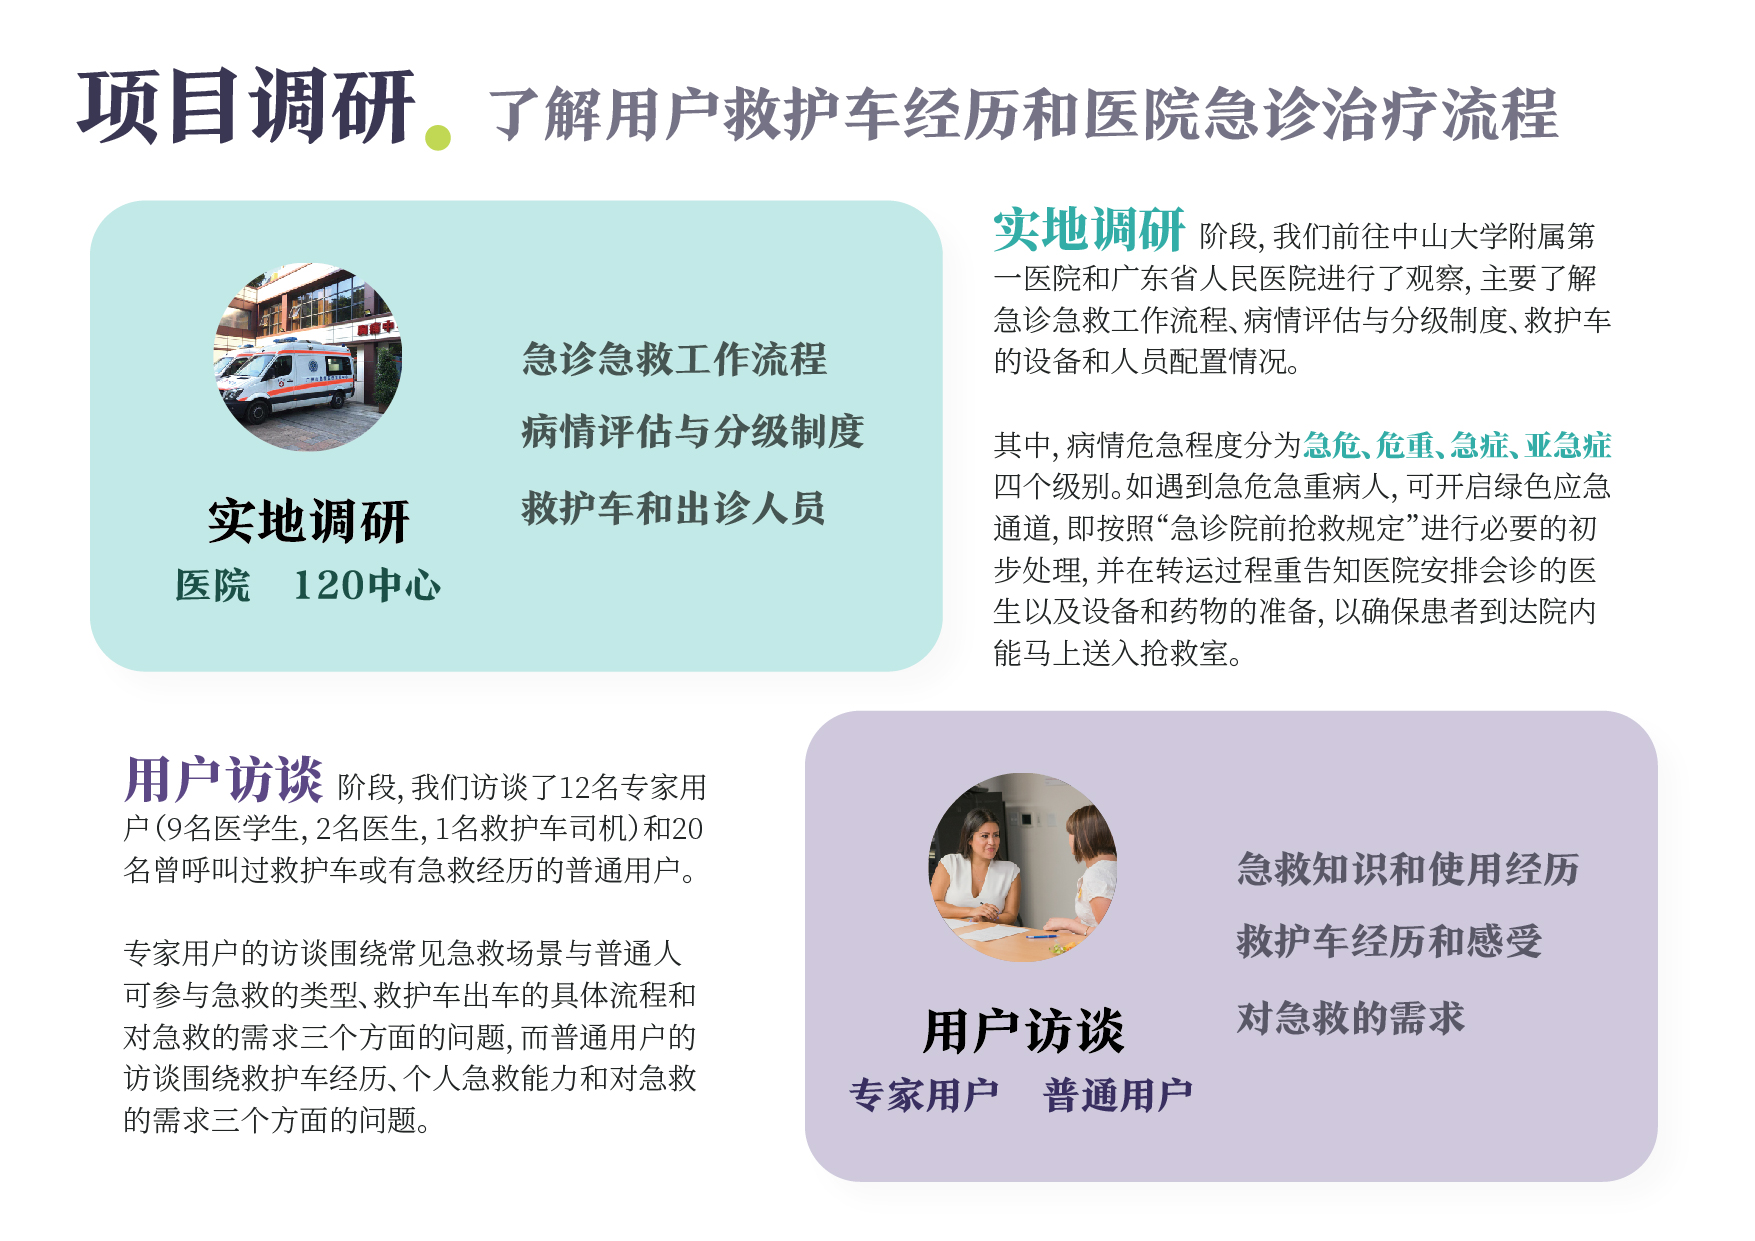 项目调研. 了解用户救护车经历和医院急诊治疗流程
急诊急救工作流程
病情评估与分级制度
救护车和出诊人员
实地调研
医院 120中心
实地调研 阶段, 我们前往中山大学附属第
一医院和广东省人民医院进行了观察, 主要了解
急诊急救工作流程、病情评估与分级制度、救护车
的设备和人员配置情况。
其中, 病情危急程度分为急危、危重、急症、亚急症
四个级别。如遇到急危急重病人, 可开启绿色应急
通道, 即按照“急诊院前抢救规定”进行必要的初
步处理, 并在转运过程重告知医院安排会诊的医
生以及设备和药物的准备, 以确保患者到达院内
能马上送入抢救室。
用户访谈 阶段, 我们访谈了12名专家用
户(9名医学生, 2名医生, 1名救护车司机)和20
名曾呼叫过救护车或有急救经历的普通用户。
专家用户的访谈围绕常见急救场景与普通人
可参与急救的类型、救护车出车的具体流程和
对急救的需求三个方面的问题, 而普通用户的
访谈围绕救护车经历、个人急救能力和对急救
的需求三个方面的问题。
急救知识和使用经历
救护车经历和感受
对急救的需求
用户访谈
专家用户 普通用户